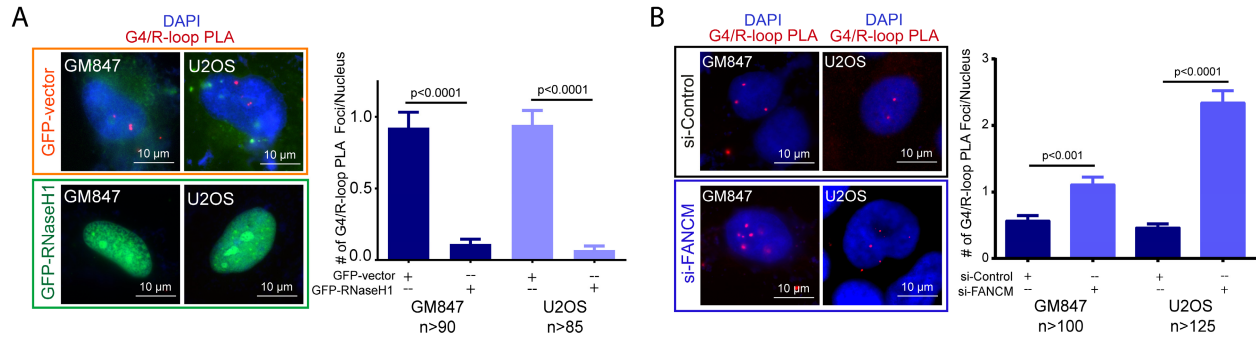 A
DAPI
G4/R-loop PLA
GFP-vector
GM847
10 µm
U2OS
10 µm
GFP-RNaseH1
GM847
10 µm
U2OS
10 µm
# of G4/R-loop PLA Foci/Nucleus
1.0
0.5
0.0
p<0.0001
p<0.0001
GFP-vector + -- + --
GFP-RNaseH1 -- + -- +
GM847 U2OS
n>90 n>85
B
DAPI DAPI
G4/R-loop PLA G4/R-loop PLA
si-Control
GM847
10 µm
U2OS
10 µm
si-FANCM
GM847
10 µm
U2OS
10 µm
# of G4/R-loop PLA Foci/Nucleus
3
2
1
0
p<0.001
p<0.0001
si-Control + -- + --
si-FANCM -- + -- +
GM847 U2OS
n>100 n>125